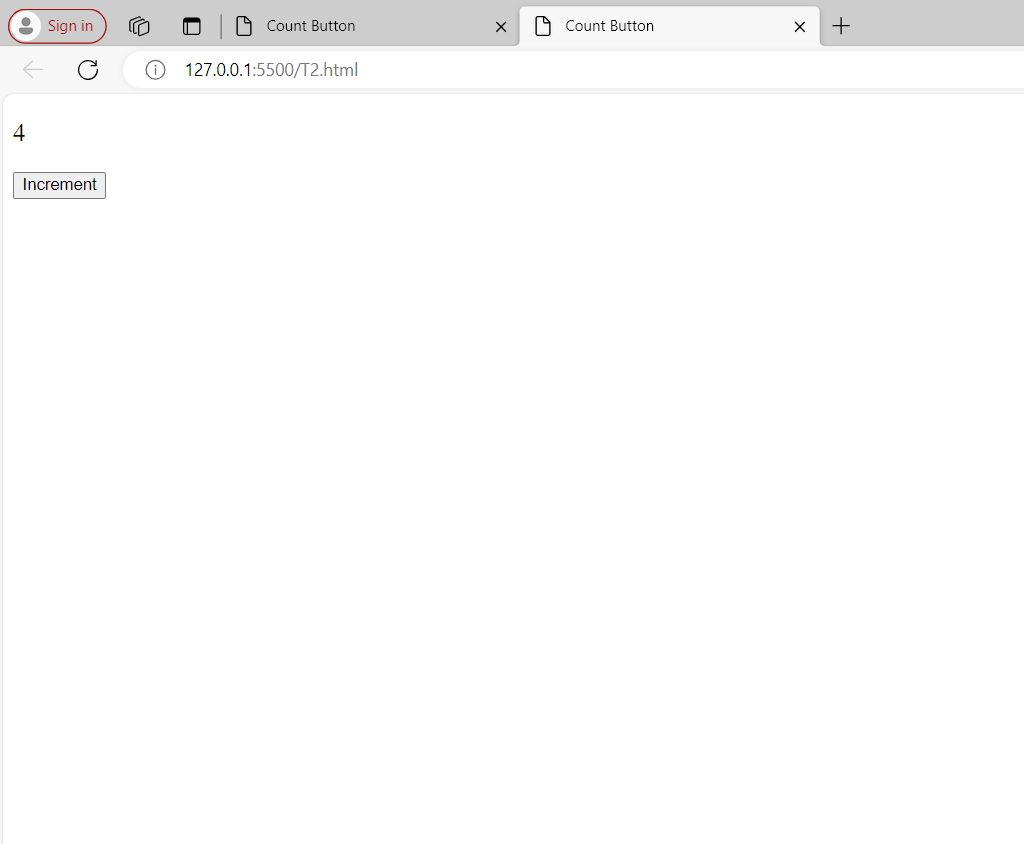 Sign in
Count Button
Count Button
127.0.0.1:5500/T2.html
4
Increment